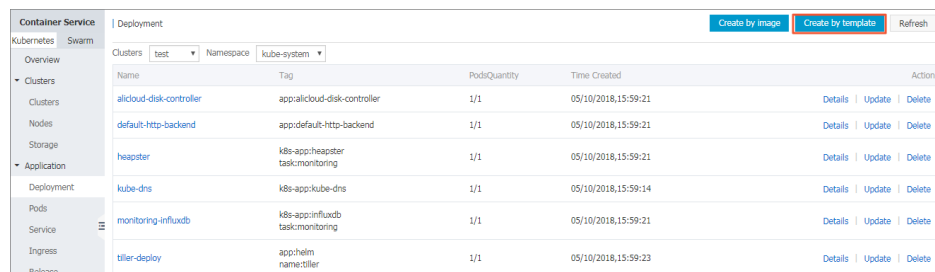 Container Service
Deployment
Create by image
Create by template
Refresh
Kubernetes Swarm
Clusters test Namespace kube-system
Overview
Name Tag PodsQuantity Time Created Action
Clusters
alicloud-disk-controller app:alicloud-disk-controller 1/1 05/10/2018,15:59:21 Details | Update | Delete
Clusters
Nodes
default-http-backend app:default-http-backend 1/1 05/10/2018,15:59:21 Details | Update | Delete
Storage
heapster k8s-app:heapster 1/1 05/10/2018,15:59:21 Details | Update | Delete
task:monitoring
Application
Deployment
kube-dns k8s-app:kube-dns 1/1 05/10/2018,15:59:14 Details | Update | Delete
Pods
monitoring-influxdb k8s-app:influxdb 1/1 05/10/2018,15:59:21 Details | Update | Delete
task:monitoring
Service
Ingress
tiller-deploy app:helm 1/1 05/10/2018,15:59:23 Details | Update | Delete
name:tiller
Release